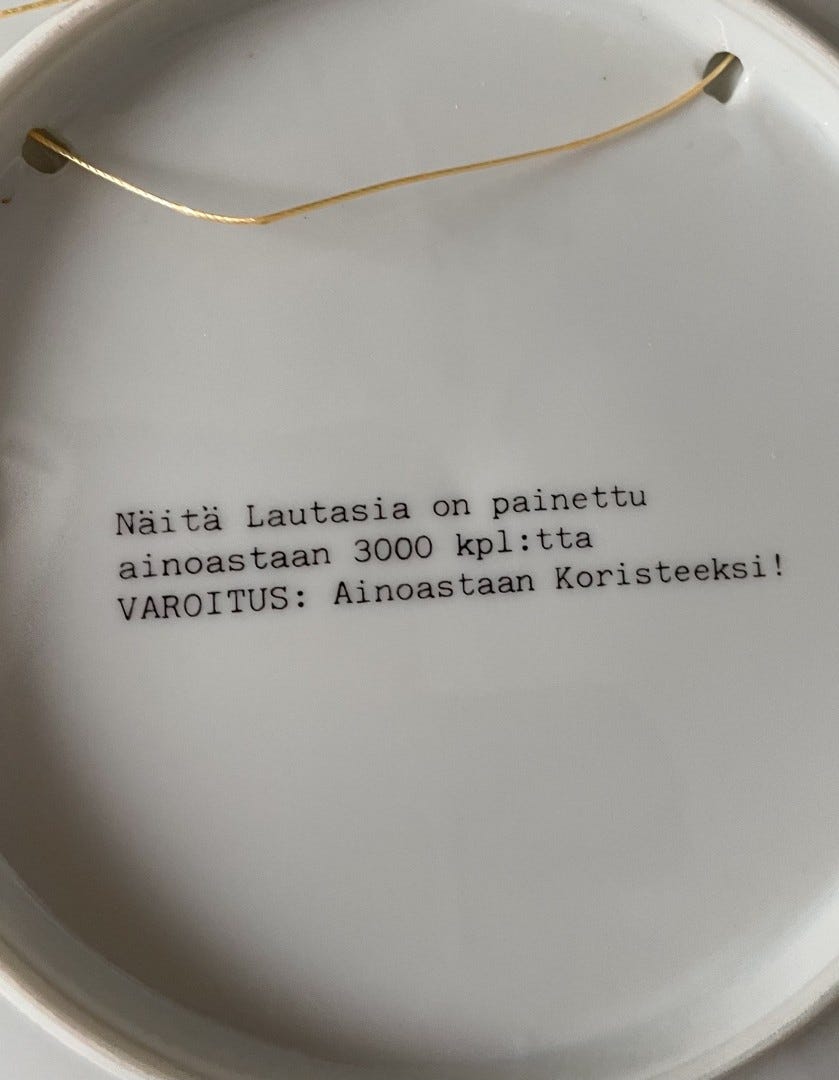 Näitä Lautasia on painettu
ainoastaan 3000 kpl:tta
VAROITUS: Ainoastaan Koristeeksi!